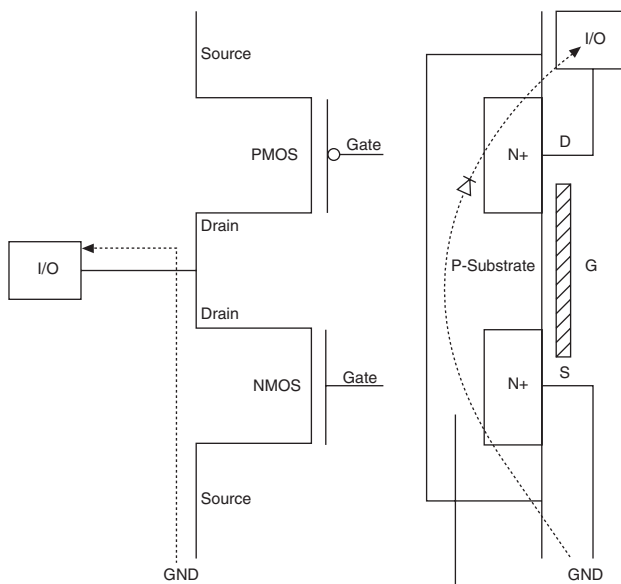 Source
PMOS
Gate
Drain
I/O
Drain
NMOS
Gate
Source
GND
I/O
N+
D
P-Substrate
G
N+
S
GND